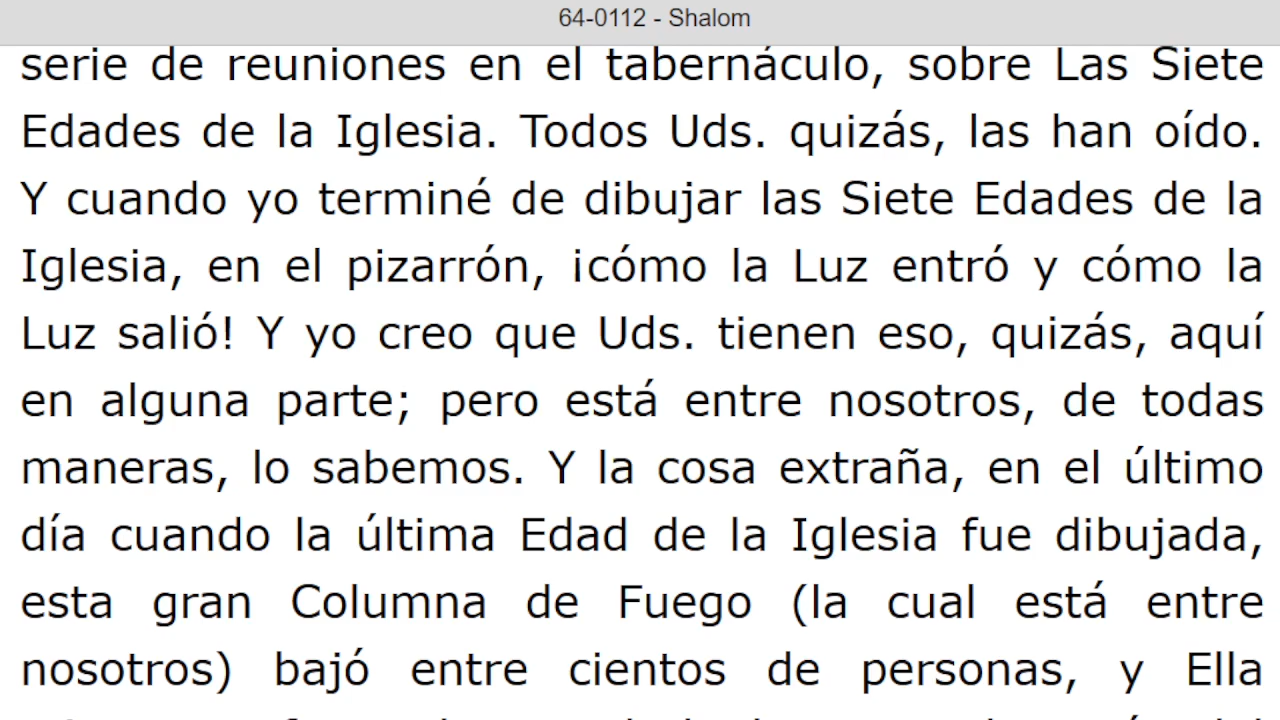 64-0112 - Shalom
serie de reuniones en el tabernáculo, sobre Las Siete
Edades de la Iglesia. Todos Uds. quizás, las han oído.
Y cuando yo terminé de dibujar las Siete Edades de la
Iglesia, en el pizarrón, ¡cómo la Luz entró y cómo la
Luz salió! Y yo creo que Uds. tienen eso, quizás, aquí
en alguna parte; pero está entre nosotros, de todas
maneras, lo sabemos. Y la cosa extraña, en el último
día cuando la última Edad de la Iglesia fue dibujada,
esta gran Columna de Fuego (la cual está entre
nosotros) bajó entre cientos de personas, y Ella